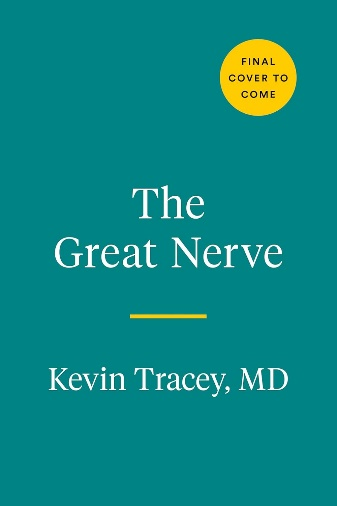 FINAL
COVER TO
COME
The
Great Nerve
Kevin Tracey, MD